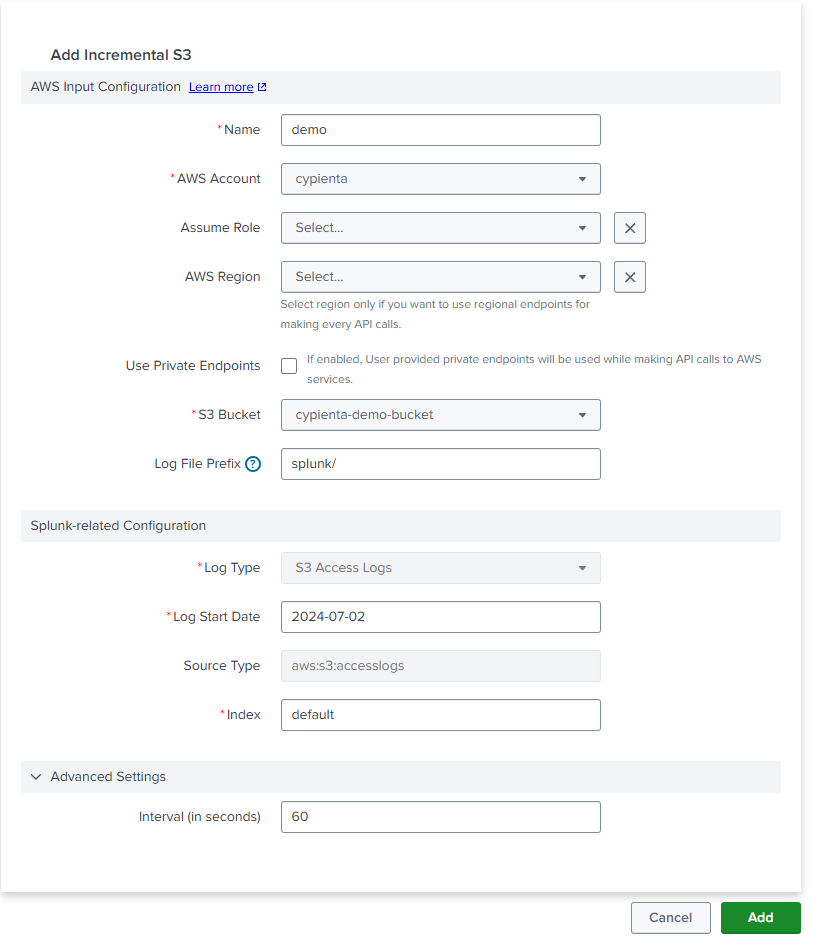 Add Incremental S3
AWS Input Configuration Learn more
*Name demo
*AWS Account cypienta
Assume Role Select...
AWS Region Select...
Select region only if you want to use regional endpoints for
making every API calls.
Use Private Endpoints If enabled, User provided private endpoints will be used while making API calls to AWS
services.
*S3 Bucket cypienta-demo-bucket
Log File Prefix ? splunk/
Splunk-related Configuration
*Log Type S3 Access Logs
*Log Start Date 2024-07-02
Source Type aws:s3:accesslogs
*Index default
Advanced Settings
Interval (in seconds) 60
Cancel Add